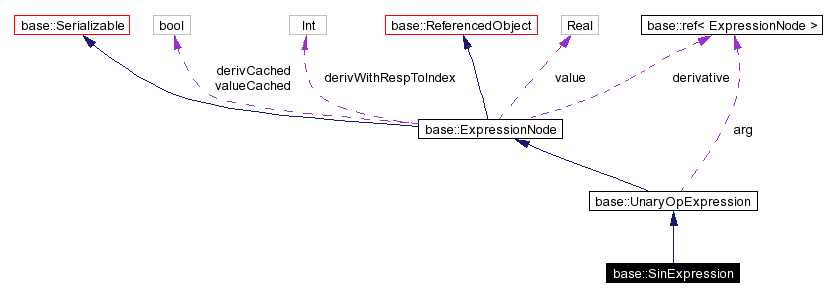 base::Serializable
bool
Int
base::ReferencedObject
Real
base::ref< ExpressionNode >
derivCached
valueCached
derivWithRespToIndex
value
derivative
base::ExpressionNode
arg
base::UnaryOpExpression
base::SinExpression